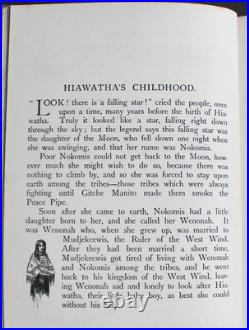 HIAWATHA'S CHILDHOOD.
"LOOK! there is a falling star!" cried the people, once
upon a time, many years before the birth of Hia-
watha. Truly it looked like a star, falling right down
through the sky; but the legend says this falling star was
the daughter of the Moon, who fell down one night when
she was swinging, and that her name was Nokomis.
Poor Nokomis could not get back to the Moon, how-
ever much she might wish to do so, because there was
nothing to climb by, and so she was forced to stay upon
earth among the tribes—those tribes which were always
fighting until Gitche Manito made them smoke the
Peace Pipe.
Soon after she came to earth, Nokomis had a little
daughter born to her, and she called her Wenonah. It
was Wenonah who, when she grew up, was married to
Mudjekeewis, the Ruler of the West Wind.
After they had been married a short time,
Mudjekeewis got tired of living with Wenonah
and Nokomis among the tribes, and he went
back to his kingdom of the West Wind, leaving
Wenonah sad and lonely to look after Hia-
watha, their little baby boy, as best she could
without his
ebay.com